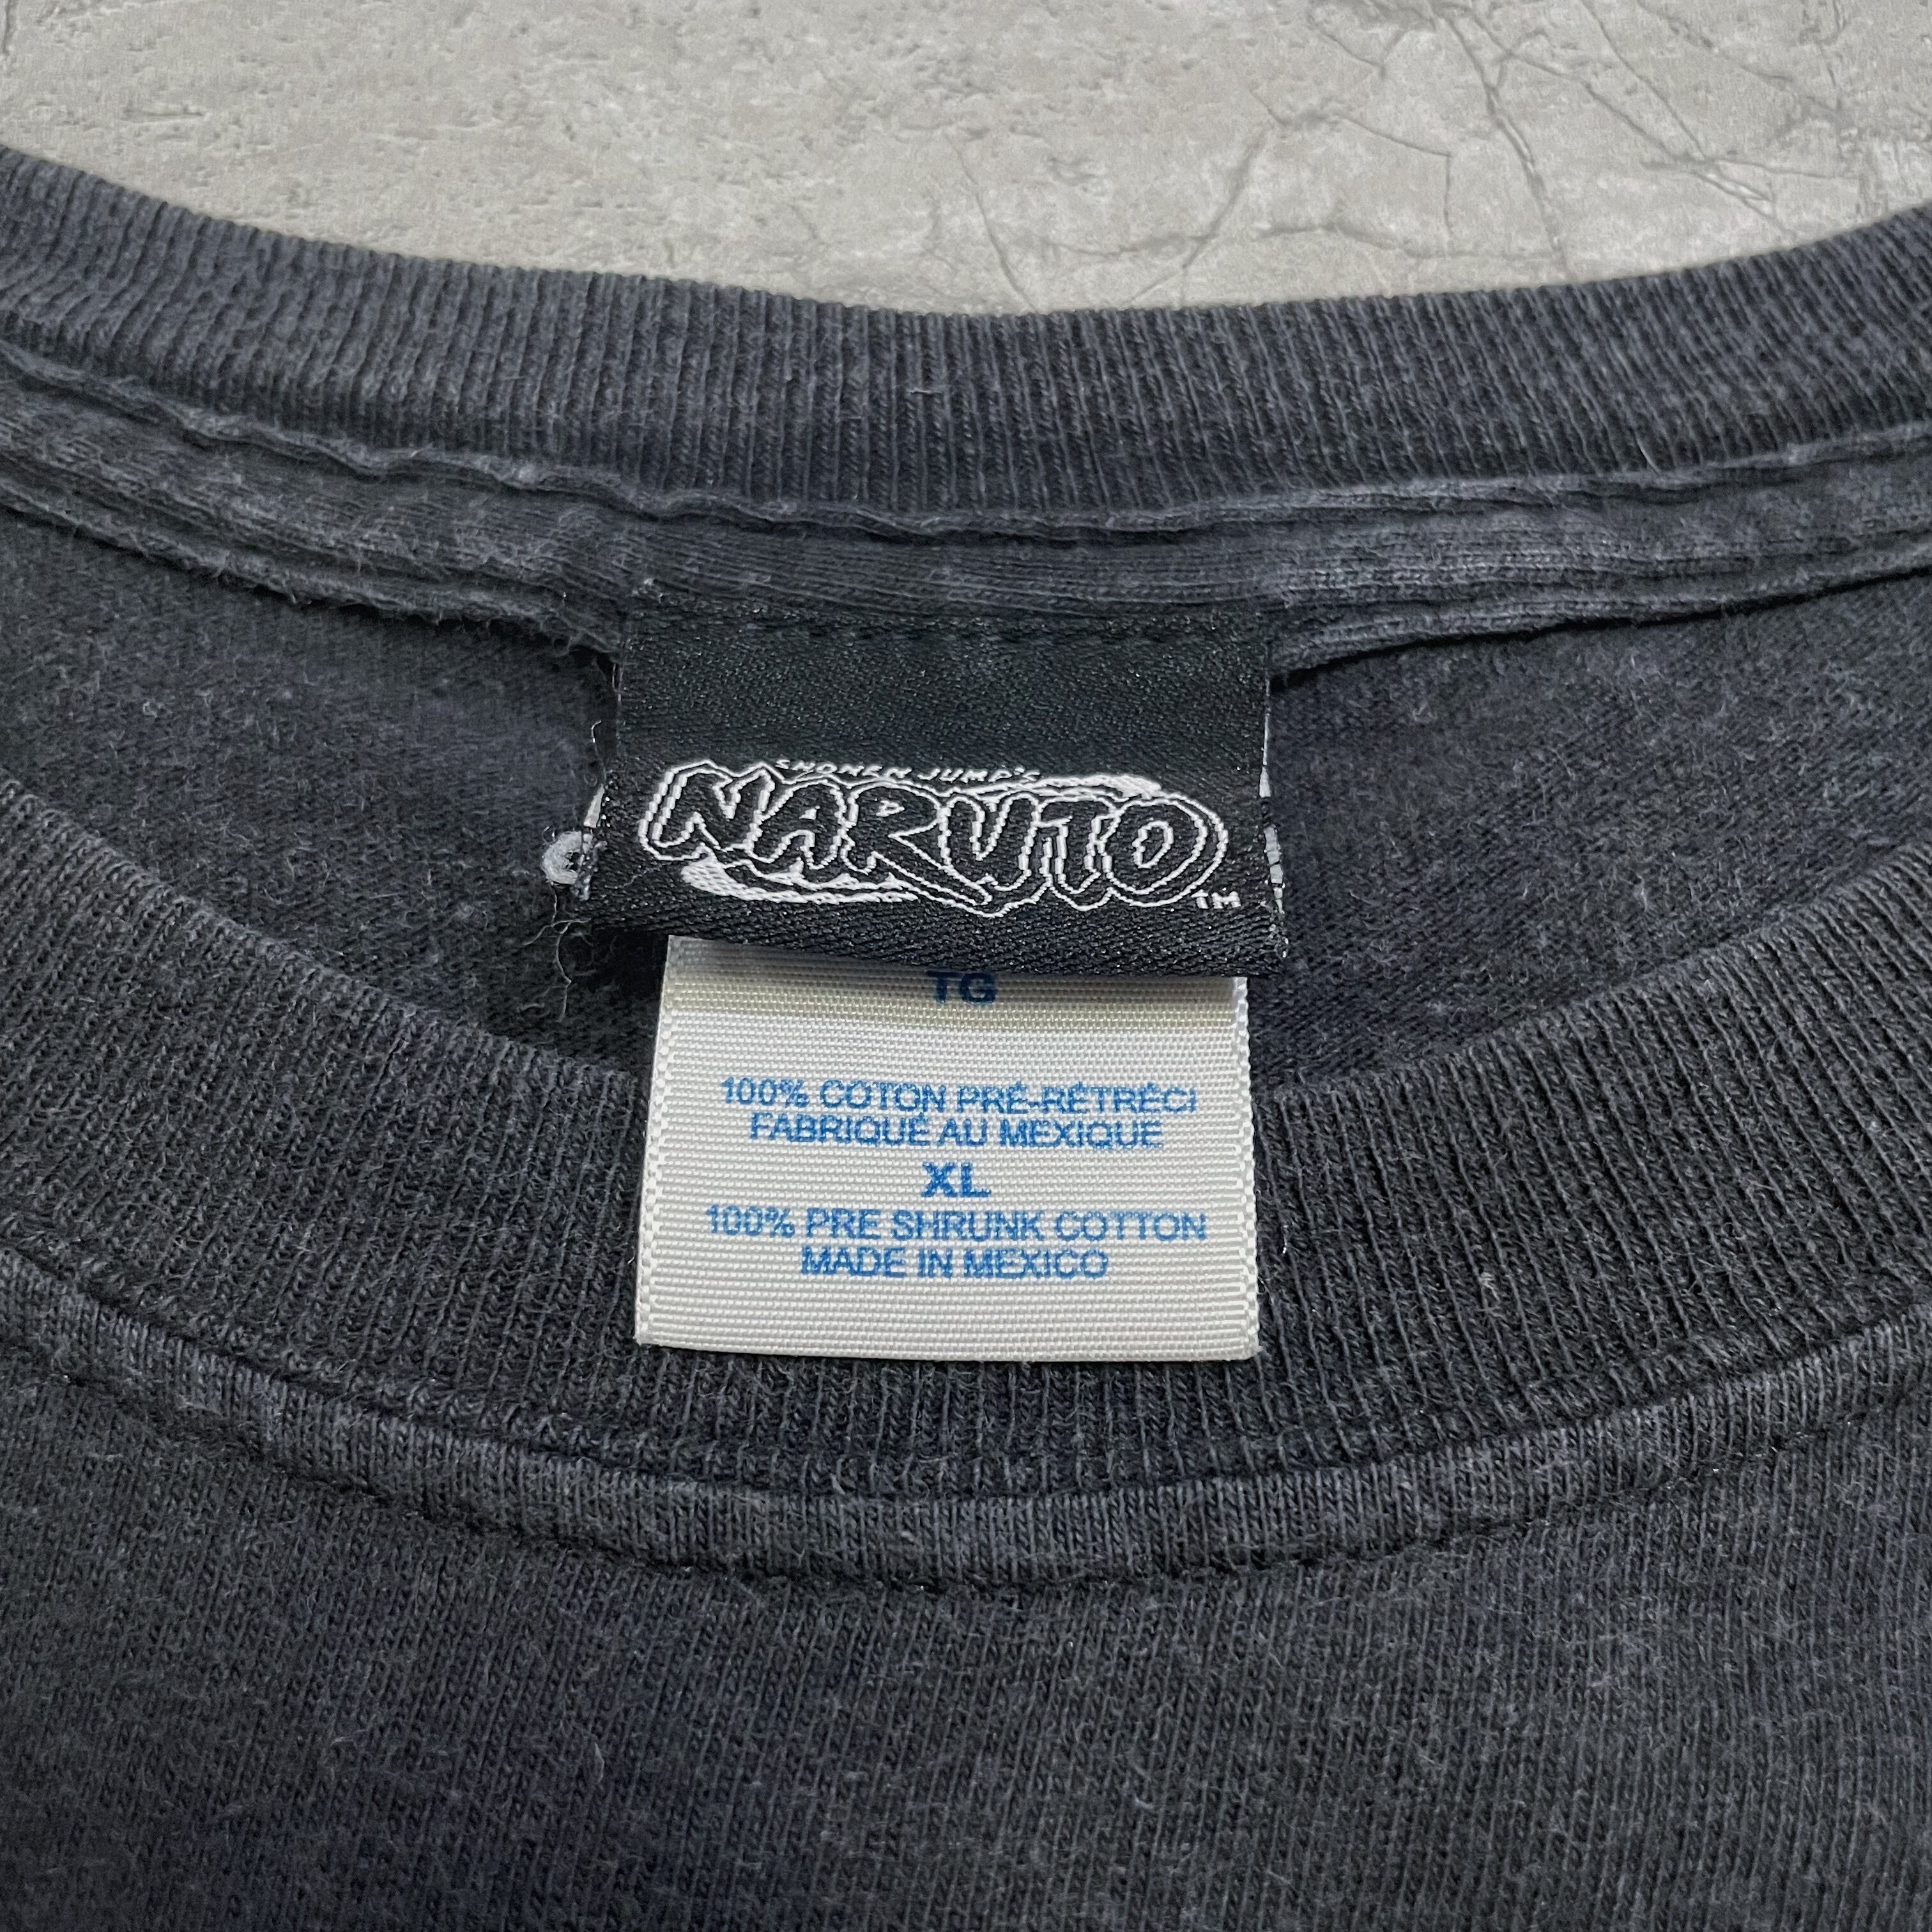 SHONEN JUMP'S
NARUTO
TM
TG
100% COTON PRÉ-RÉTRÉCI
FABRIQUÉ AU MEXIQUE
XL
100% PRE SHRUNK COTTON
MADE IN MEXICO